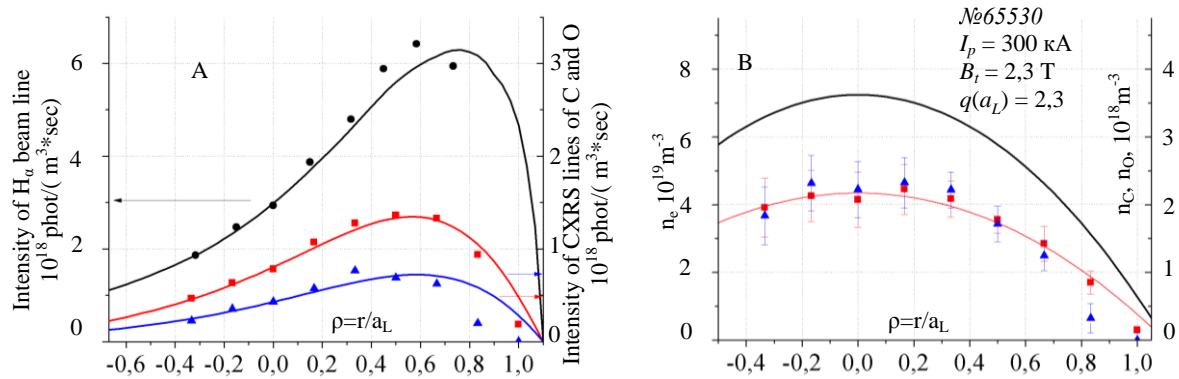 A
Intensity of Hα beam line
10¹⁸ phot/( m³*sec)
6
4
2
0
3
2
1
0
Intensity of CXRS lines of C and O
10¹⁸ phot/( m³*sec)
ρ=r/a_L
-0,6 -0,4 -0,2 0,0 0,2 0,4 0,6 0,8 1,0
B
№65530
I_p = 300 кА
B_t = 2,3 T
q(a_L) = 2,3
n_e 10¹⁹m⁻³
8
6
4
2
0
4
3
2
1
0
n_C, n_O, 10¹⁸m⁻³
ρ=r/a_L
-0,4 -0,2 0,0 0,2 0,4 0,6 0,8 1,0